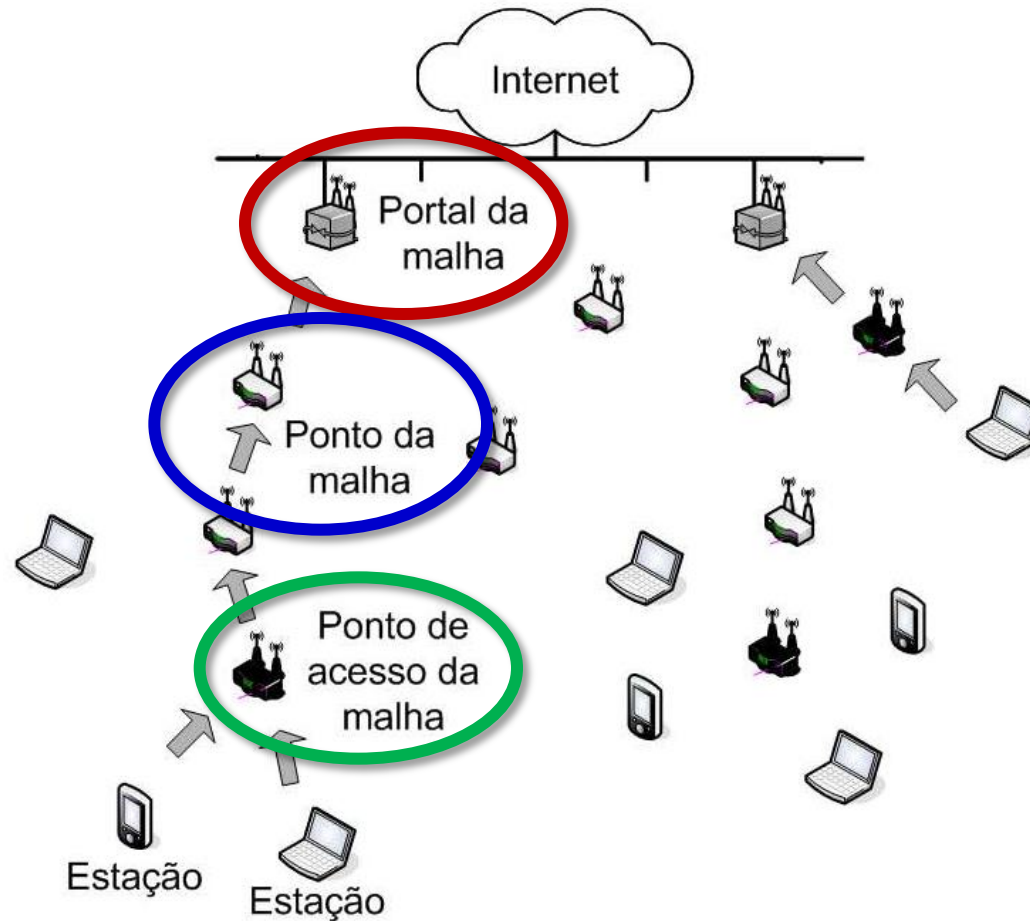 Internet
Portal da
malha
Ponto da
malha
Ponto de
acesso da
malha
Estação
Estação